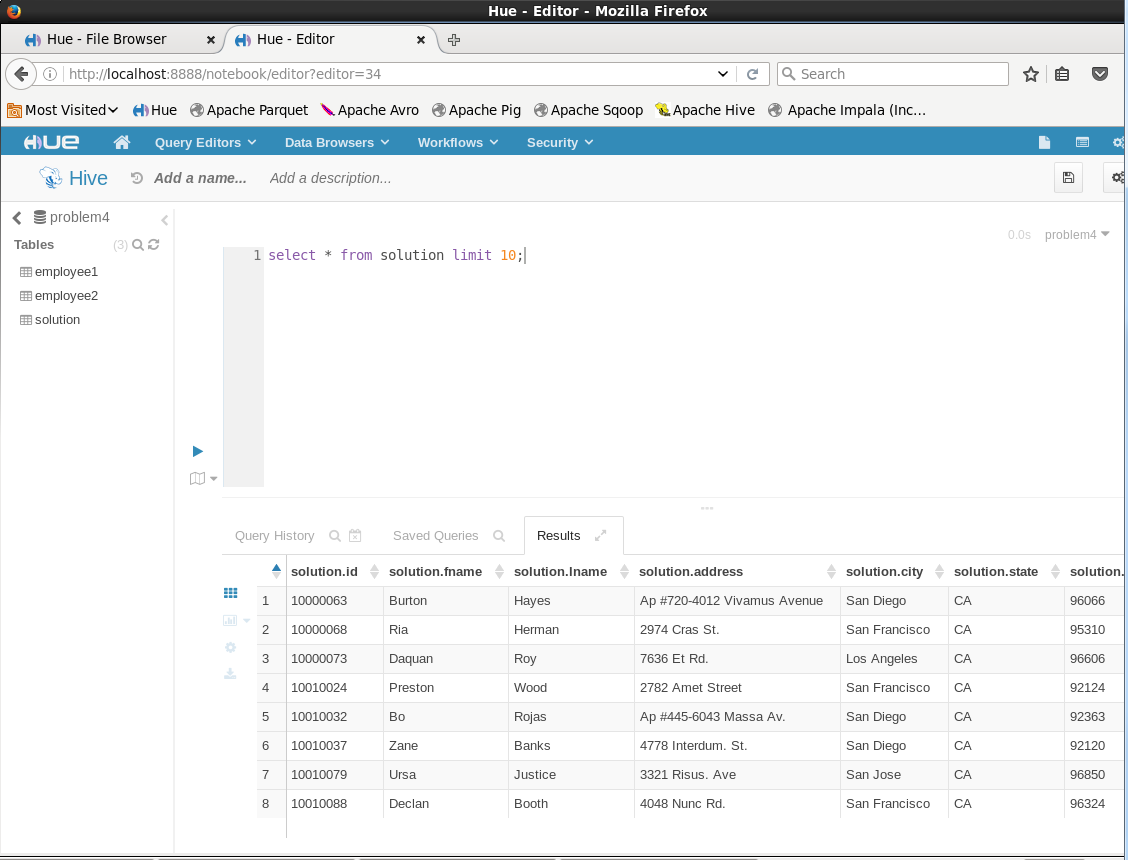 Hue - Editor - Mozilla Firefox
Hue - File Browser
Hue - Editor
http://localhost:8888/notebook/editor?editor=34
Search
Most Visited Hue Apache Parquet Apache Avro Apache Pig Apache Sqoop Apache Hive Apache Impala (Inc...
HUE Query Editors Data Browsers Workflows Security
Hive Add a name... Add a description...
problem4
Tables (3)
employee1
employee2
solution
0.0s problem4
1 select * from solution limit 10;
Query History Saved Queries Results
solution.id solution.fname solution.lname solution.address solution.city solution.state solution.
1 10000063 Burton Hayes Ap #720-4012 Vivamus Avenue San Diego CA 96066
2 10000068 Ria Herman 2974 Cras St. San Francisco CA 95310
3 10000073 Daquan Roy 7636 Et Rd. Los Angeles CA 96606
4 10010024 Preston Wood 2782 Amet Street San Francisco CA 92124
5 10010032 Bo Rojas Ap #445-6043 Massa Av. San Diego CA 92363
6 10010037 Zane Banks 4778 Interdum. St. San Diego CA 92120
7 10010079 Ursa Justice 3321 Risus. Ave San Jose CA 96850
8 10010088 Declan Booth 4048 Nunc Rd. San Francisco CA 96324